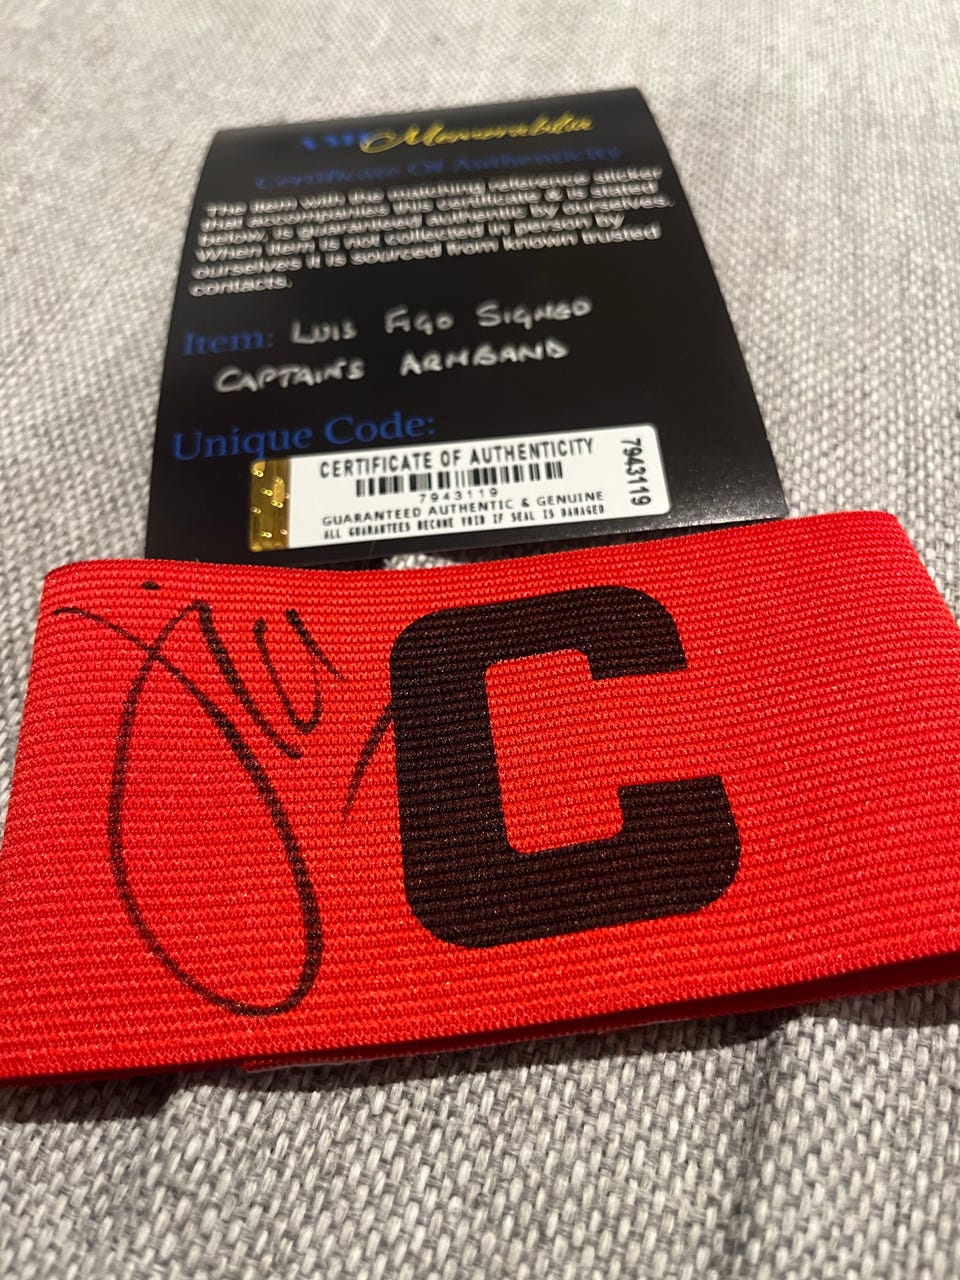 Memorabilia
Certificate Of Authenticity
The item with the matching reference sticker
that accompanies this certificate & is stated
below, is guaranteed authentic by ourselves.
When item is not collected in person by
ourselves it is sourced from known trusted
contacts.
Item: LUIS FIGO SIGNED
CAPTAINS ARMBAND
Unique Code:
CERTIFICATE OF AUTHENTICITY
7943119
GUARANTEED AUTHENTIC & GENUINE
ALL GUARANTEES BECOME VOID IF SEAL IS DAMAGED
7943119
C